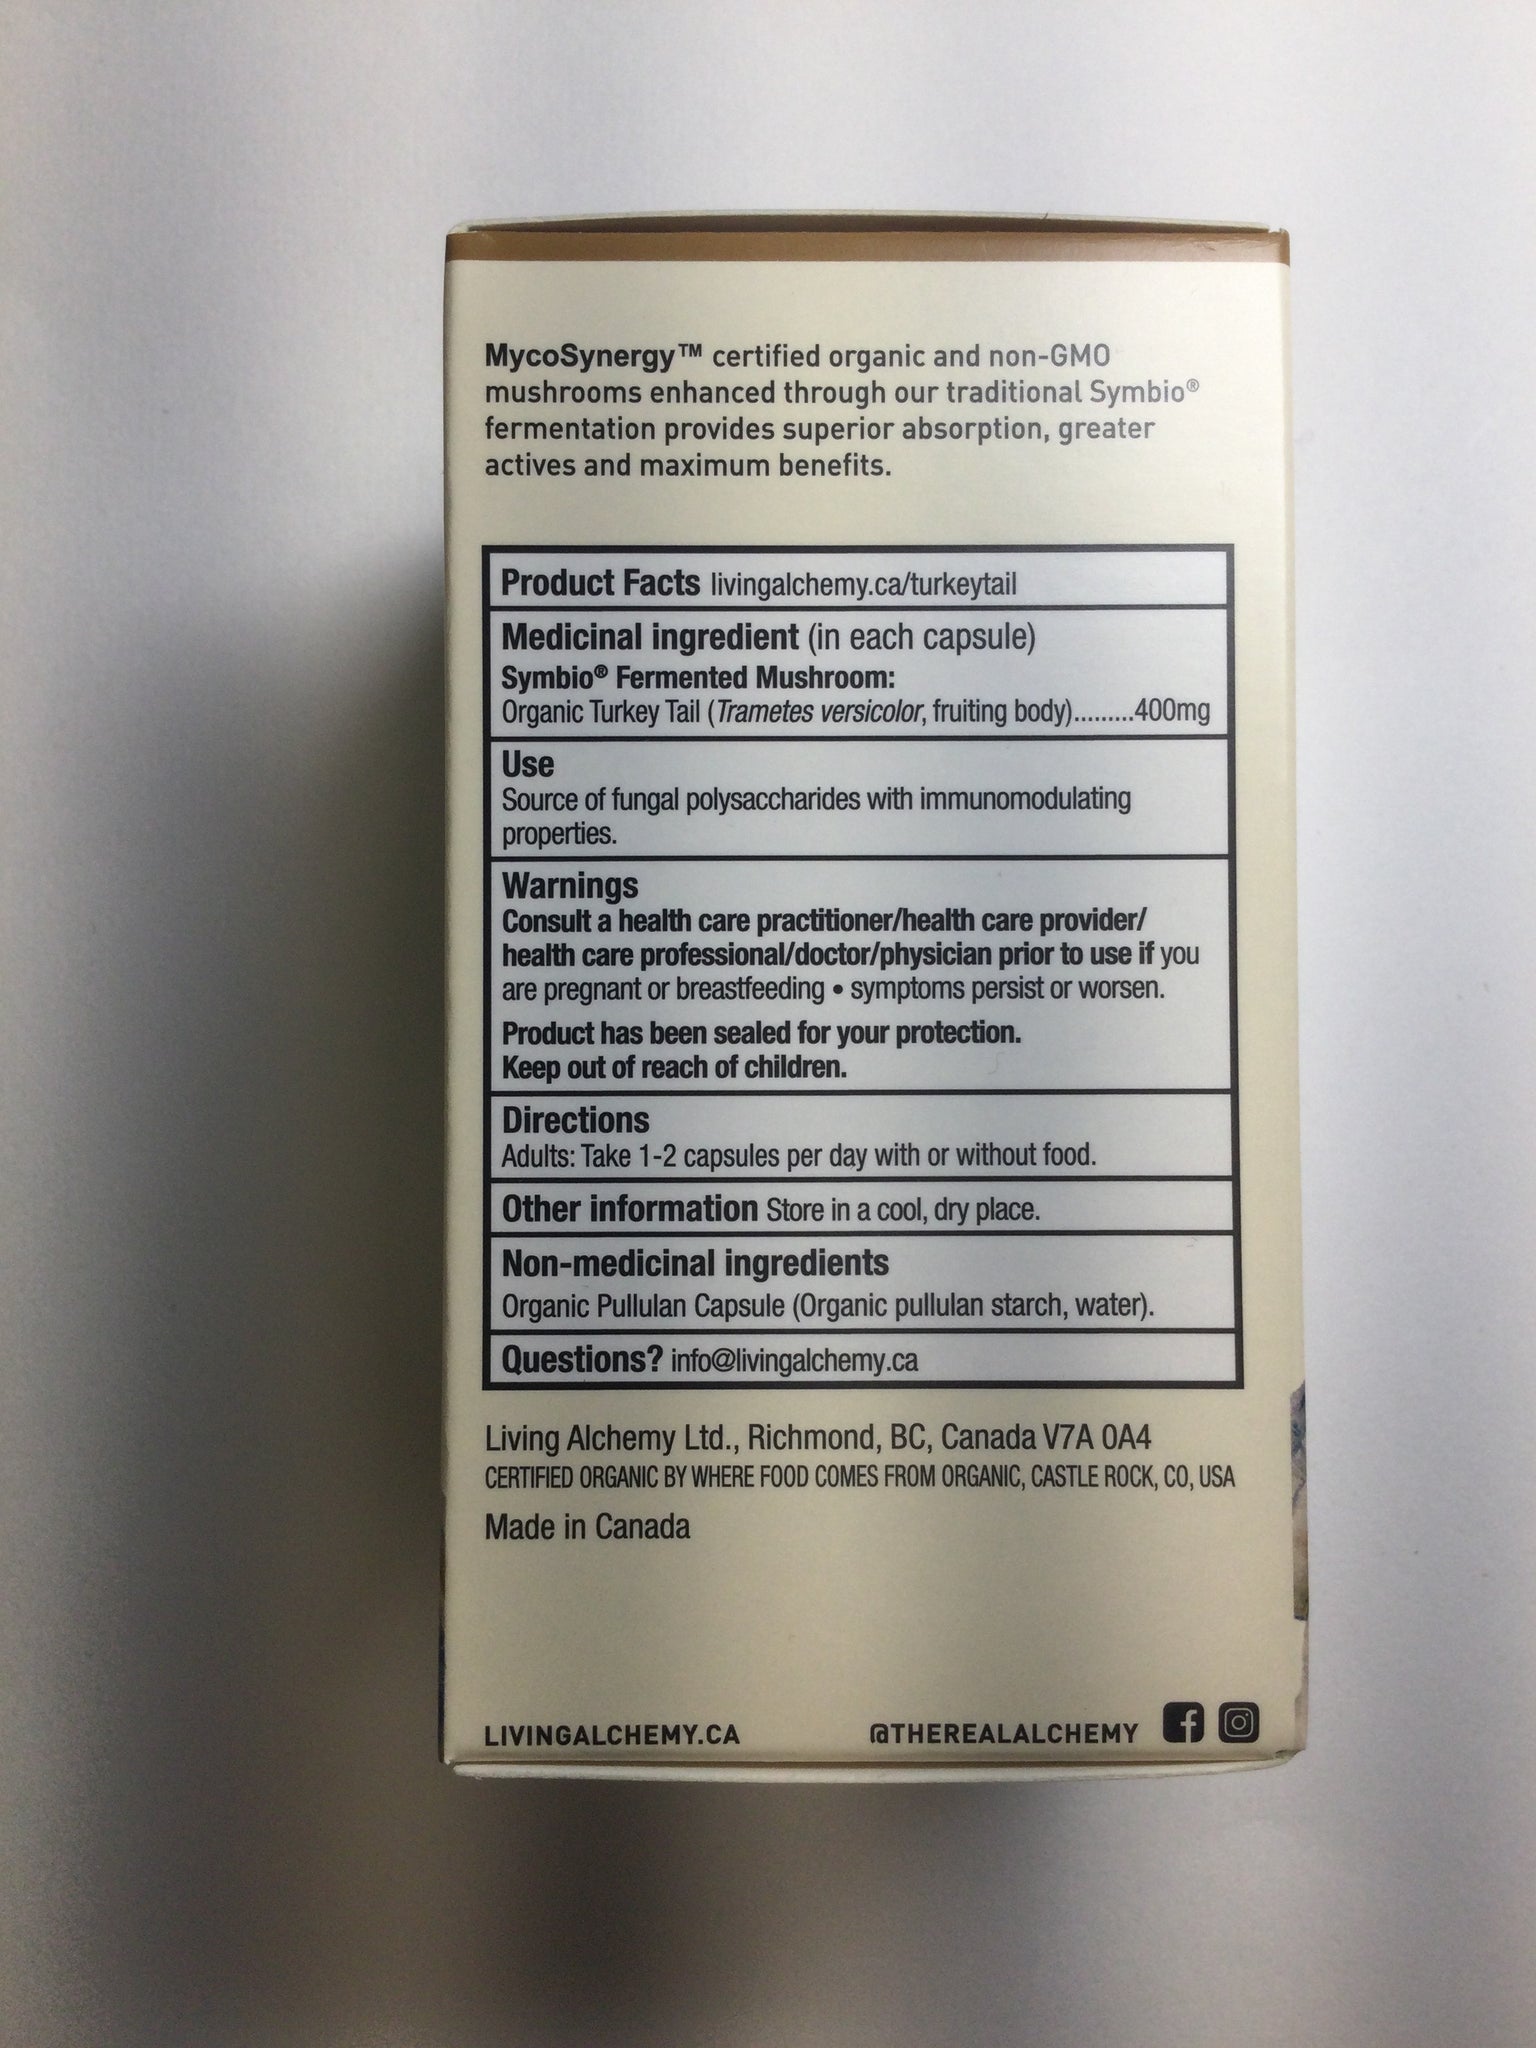 MycoSynergy™ certified organic and non-GMO
mushrooms enhanced through our traditional Symbio®
fermentation provides superior absorption, greater
actives and maximum benefits.
Product Facts livingalchemy.ca/turkeytail
Medicinal ingredient (in each capsule)
Symbio® Fermented Mushroom:
Organic Turkey Tail (Trametes versicolor, fruiting body).........400mg
Use
Source of fungal polysaccharides with immunomodulating
properties.
Warnings
Consult a health care practitioner/health care provider/
health care professional/doctor/physician prior to use if you
are pregnant or breastfeeding • symptoms persist or worsen.
Product has been sealed for your protection.
Keep out of reach of children.
Directions
Adults: Take 1-2 capsules per day with or without food.
Other information Store in a cool, dry place.
Non-medicinal ingredients
Organic Pullulan Capsule (Organic pullulan starch, water).
Questions? info@livingalchemy.ca
Living Alchemy Ltd., Richmond, BC, Canada V7A 0A4
CERTIFIED ORGANIC BY WHERE FOOD COMES FROM ORGANIC, CASTLE ROCK, CO, USA
Made in Canada
LIVINGALCHEMY.CA @THEREALALCHEMY